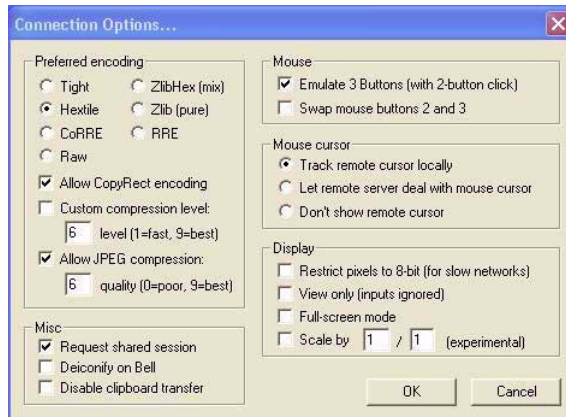 Connection Options...
Preferred encoding
Tight
ZlibHex (mix)
Hextile
Zlib (pure)
CoRRE
RRE
Raw
Allow CopyRect encoding
Custom compression level:
6 level (1=fast, 9=best)
Allow JPEG compression:
6 quality (0=poor, 9=best)
Misc
Request shared session
Deiconify on Bell
Disable clipboard transfer
Mouse
Emulate 3 Buttons (with 2-button click)
Swap mouse buttons 2 and 3
Mouse cursor
Track remote cursor locally
Let remote server deal with mouse cursor
Don't show remote cursor
Display
Restrict pixels to 8-bit (for slow networks)
View only (inputs ignored)
Full-screen mode
Scale by 1 / 1 (experimental)
OK
Cancel